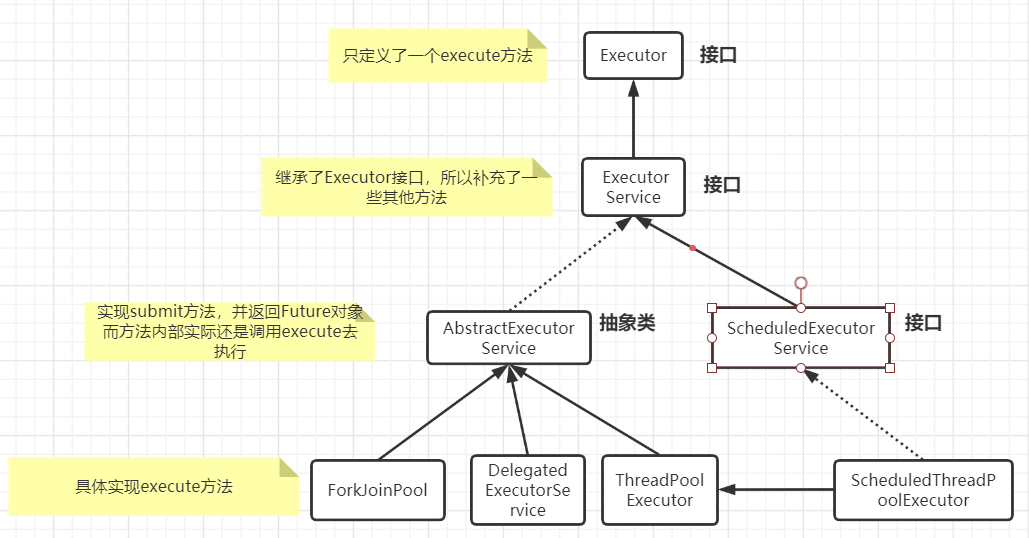 只定义了一个execute方法
Executor
接口
继承了Executor接口，所以补充了一
些其他方法
Executor
Service
接口
实现submit方法，并返回Future对象
而方法内部实际还是调用execute去
执行
AbstractExecutor
Service
抽象类
ScheduledExecutor
Service
接口
具体实现execute方法
ForkJoinPool
Delegated
ExecutorSe
rvice
ThreadPool
Executor
ScheduledThreadP
oolExecutor